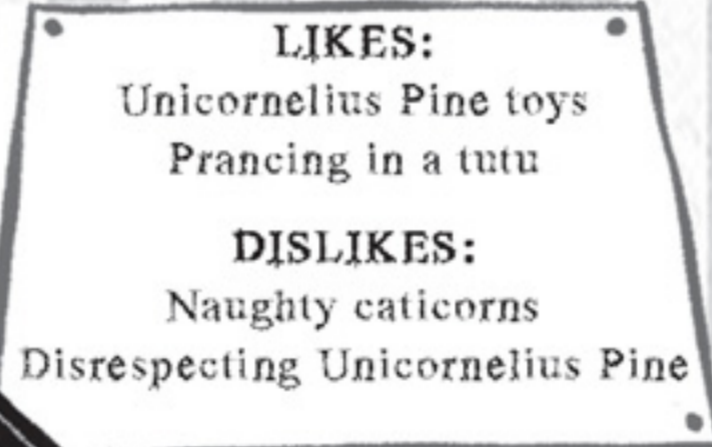 LIKES:
Unicornelius Pine toys
Prancing in a tutu
DISLIKES:
Naughty caticorns
Disrespecting Unicornelius Pine